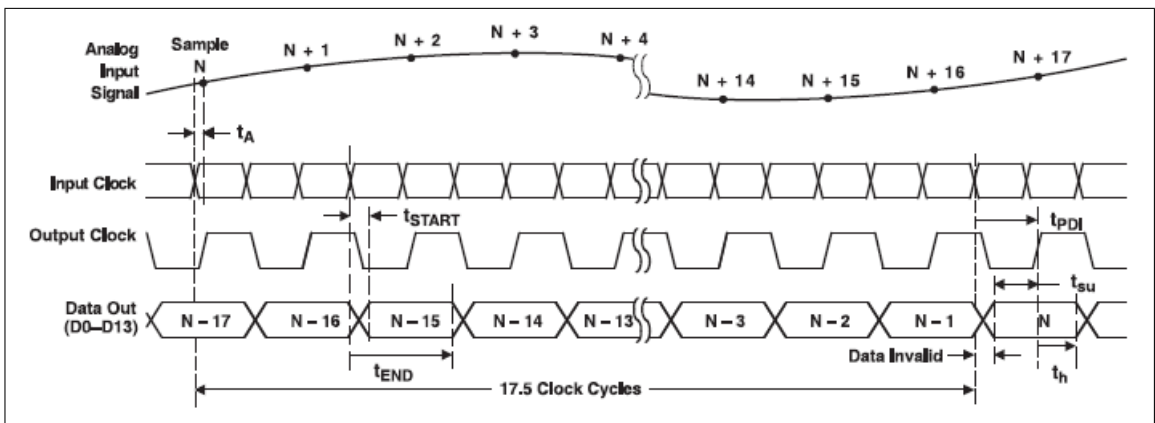 Analog
Input
Signal
Sample
N
N + 1
N + 2
N + 3
N + 4
N + 14
N + 15
N + 16
N + 17
tA
Input Clock
tSTART
Output Clock
tPDI
tsu
Data Out
(D0–D13)
N – 17
N – 16
N – 15
N – 14
N – 13
N – 3
N – 2
N – 1
N
tEND
Data Invalid
th
17.5 Clock Cycles